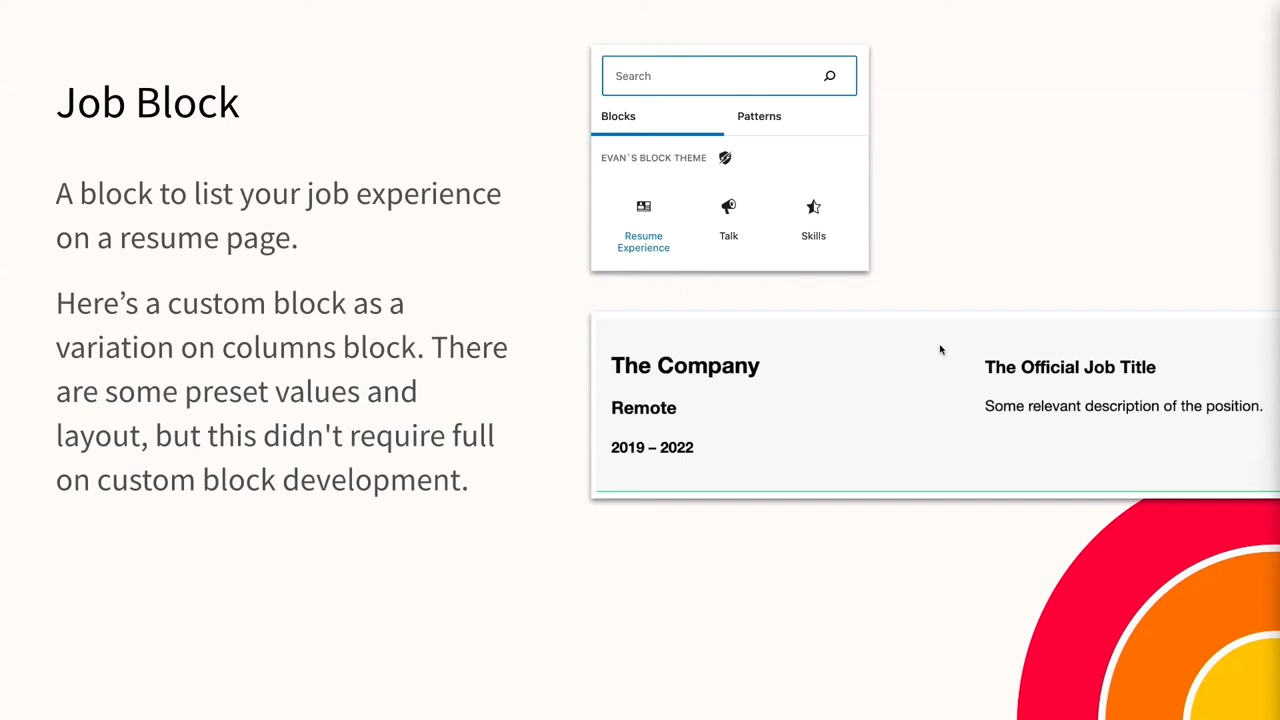 Job Block
A block to list your job experience
on a resume page.
Here’s a custom block as a
variation on columns block. There
are some preset values and
layout, but this didn't require full
on custom block development.
Search
Blocks Patterns
EVAN`S BLOCK THEME
Resume
Experience
Talk
Skills
The Company
Remote
2019 – 2022
The Official Job Title
Some relevant description of the position.